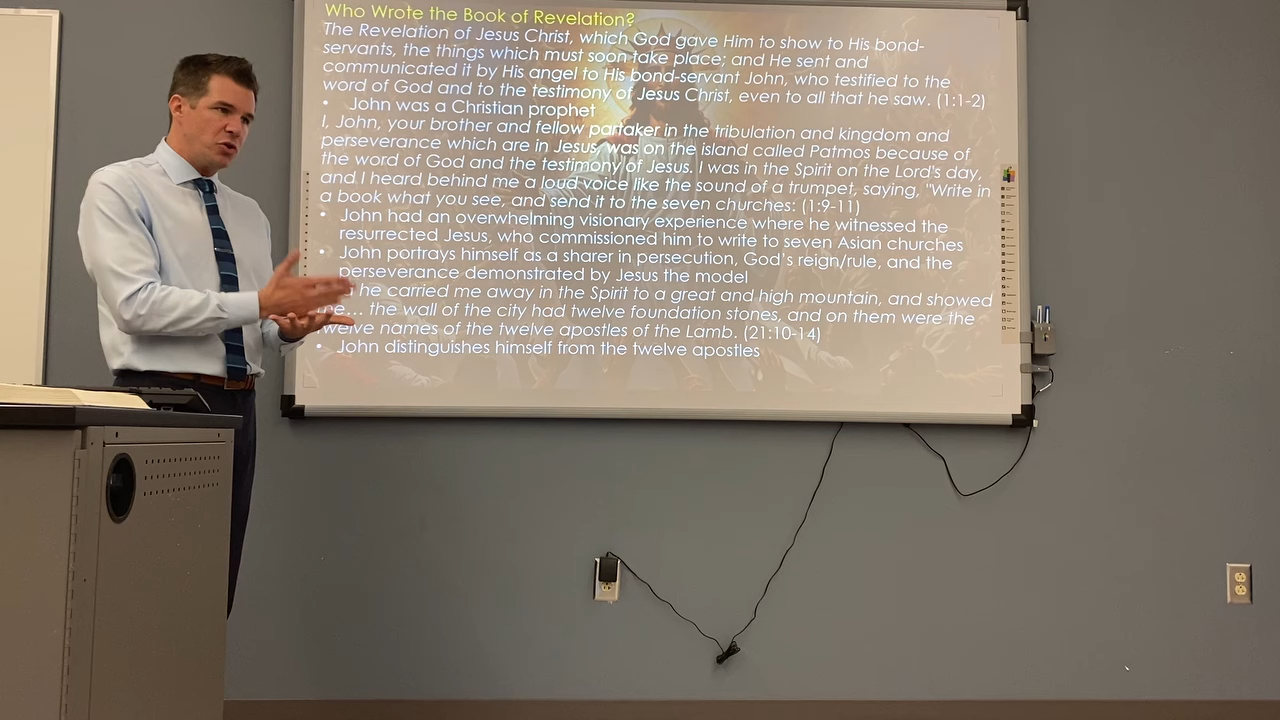 Who Wrote the Book of Revelation?
The Revelation of Jesus Christ, which God gave Him to show to His bond-
servants, the things which must soon take place; and He sent and
communicated it by His angel to His bond-servant John, who testified to the
word of God and to the testimony of Jesus Christ, even to all that he saw. (1:1-2)
• John was a Christian prophet
I, John, your brother and fellow partaker in the tribulation and kingdom and
perseverance which are in Jesus, was on the island called Patmos because of
the word of God and the testimony of Jesus. I was in the Spirit on the Lord's day,
and I heard behind me a loud voice like the sound of a trumpet, saying, "Write in
a book what you see, and send it to the seven churches: (1:9-11)
• John had an overwhelming visionary experience where he witnessed the
resurrected Jesus, who commissioned him to write to seven Asian churches
• John portrays himself as a sharer in persecution, God's reign/rule, and the
perseverance demonstrated by Jesus the model
he carried me away in the Spirit to a great and high mountain, and showed
… the wall of the city had twelve foundation stones, and on them were the
twelve names of the twelve apostles of the Lamb. (21:10-14)
• John distinguishes himself from the twelve apostles